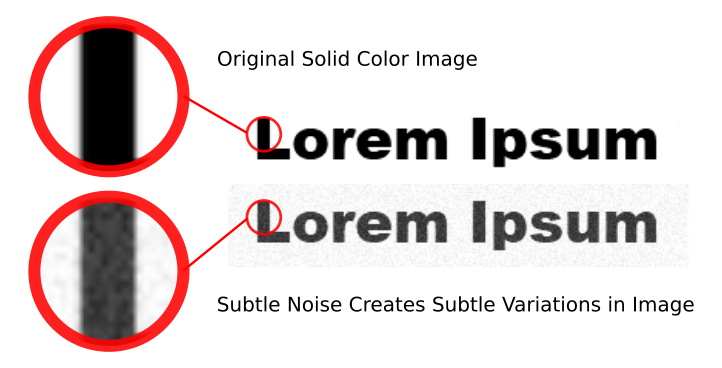 Original Solid Color Image
Lorem Ipsum
Lorem Ipsum
Subtle Noise Creates Subtle Variations in Image